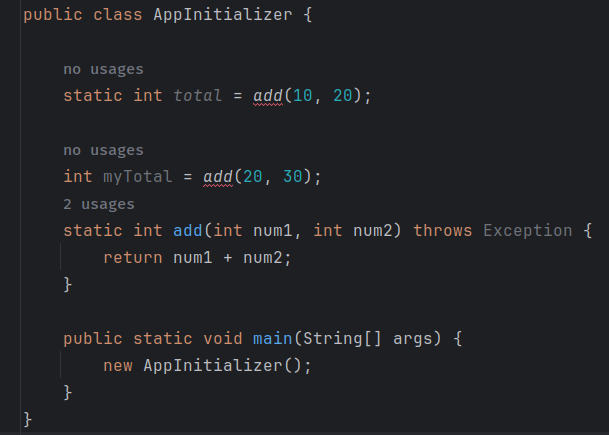 public class AppInitializer {
no usages
static int total = add(10, 20);
no usages
int myTotal = add(20, 30);
2 usages
static int add(int num1, int num2) throws Exception {
return num1 + num2;
}
public static void main(String[] args) {
new AppInitializer();
}
}